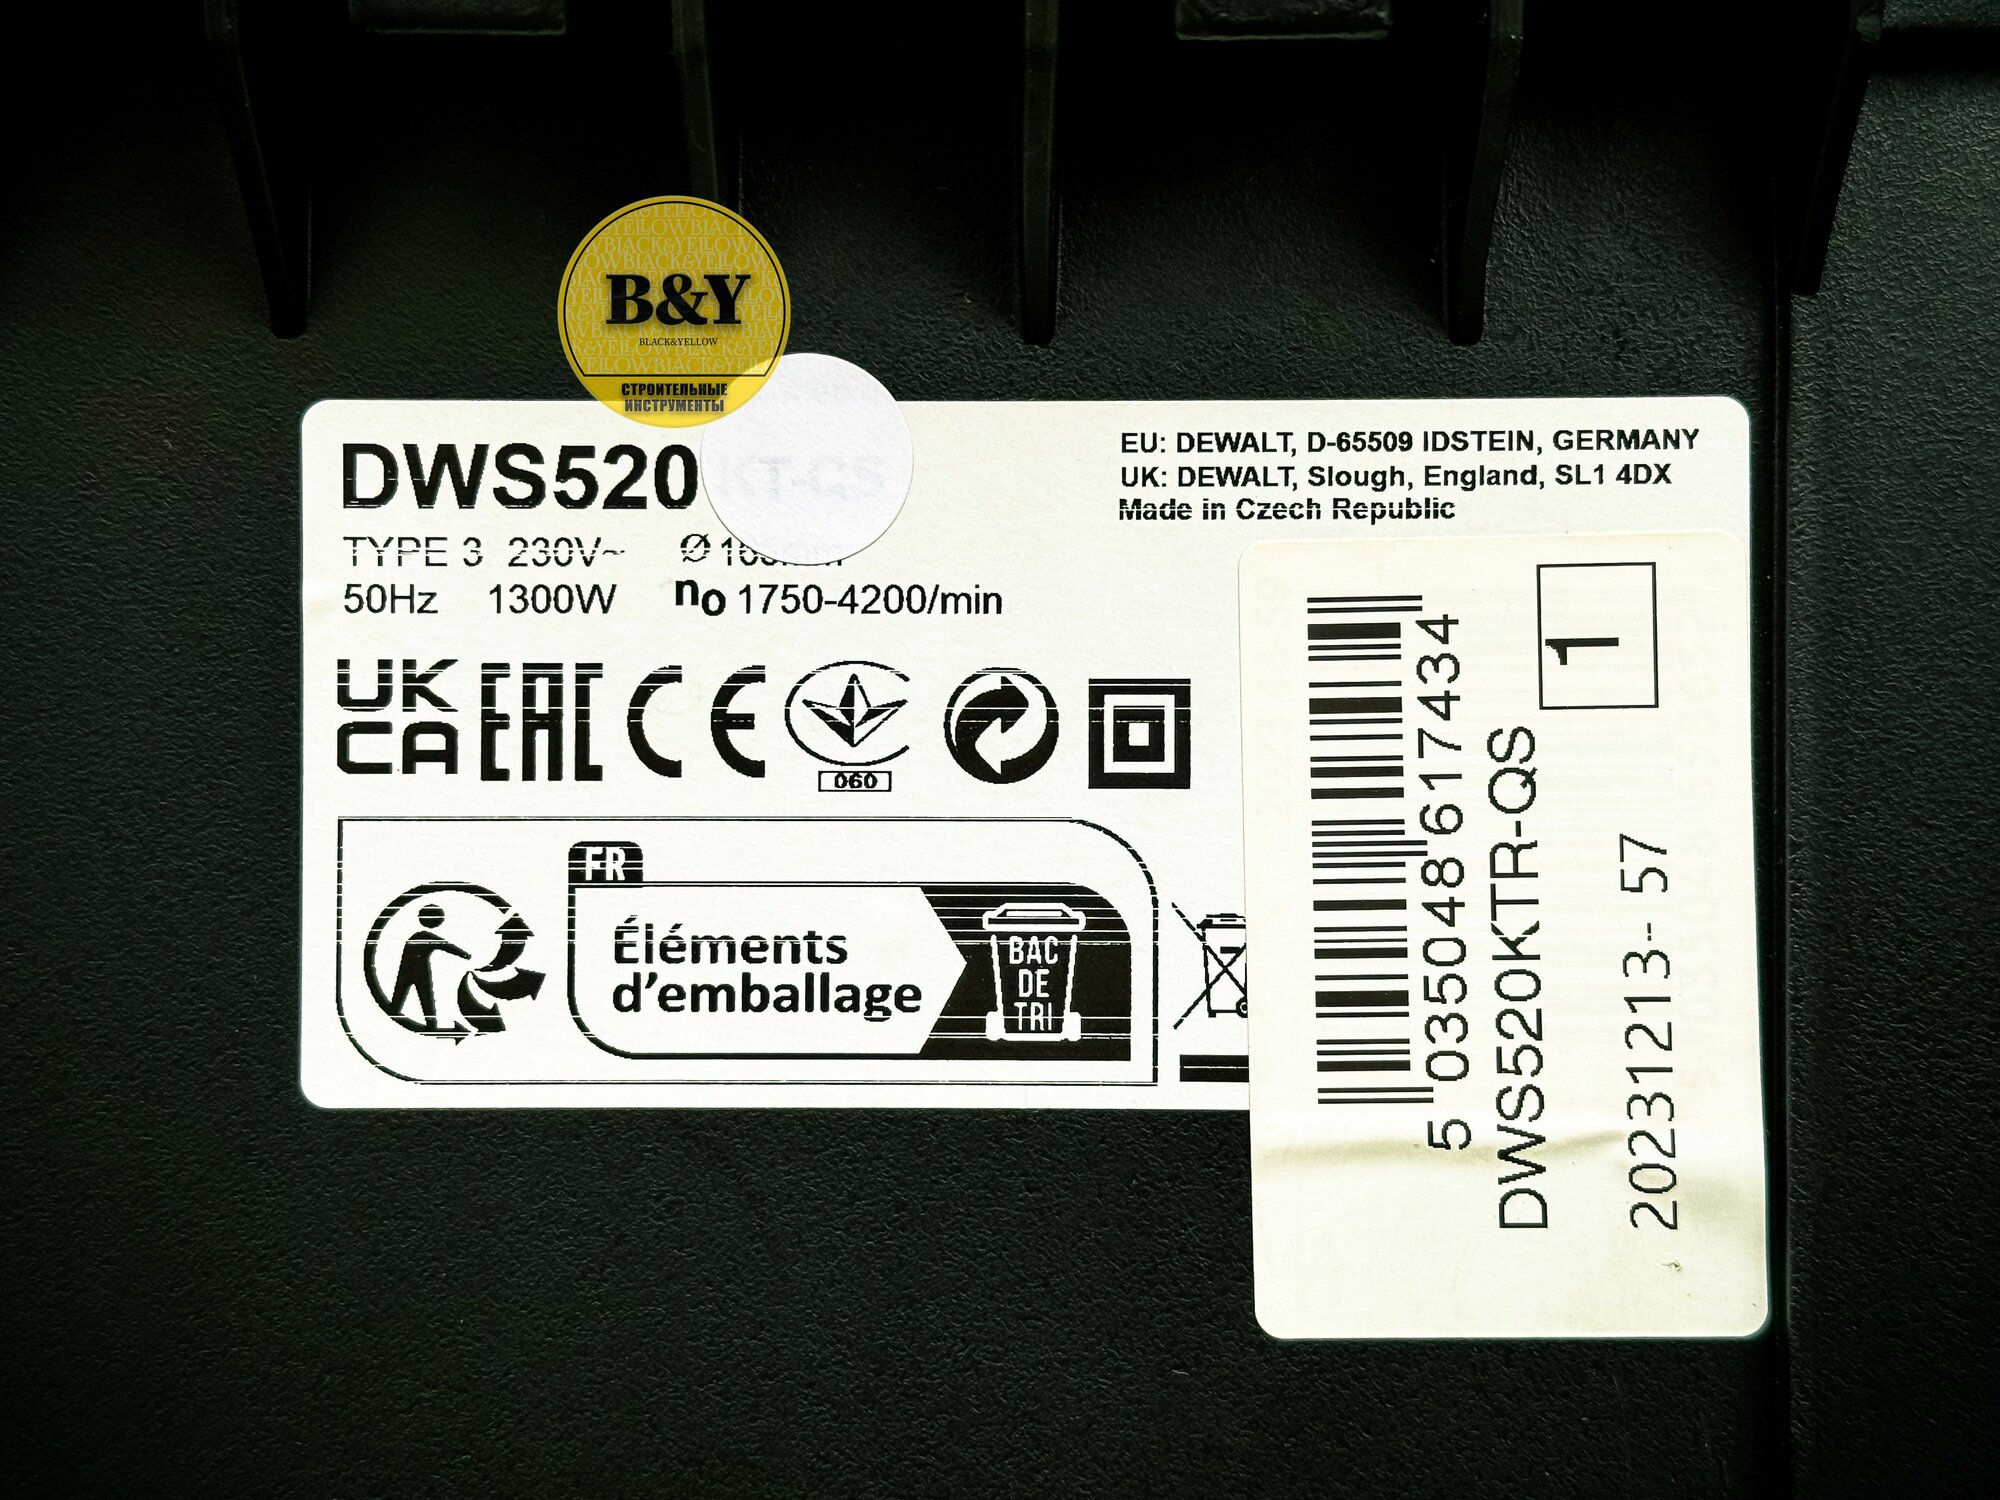 B&Y
BLACK&YELLOW
СТРОИТЕЛЬНЫЕ
ИНСТРУМЕНТЫ
DWS520
TYPE 3 230V~ Ø
50Hz 1300W n₀ 1750-4200/min
EU: DEWALT, D-65509 IDSTEIN, GERMANY
UK: DEWALT, Slough, England, SL1 4DX
Made in Czech Republic
UK
CA
EAC
CE
060
FR
Éléments
d'emballage
BAC
DE
TRI
1
5 035048 617434
DWS520KTR-QS
20231213-- 57